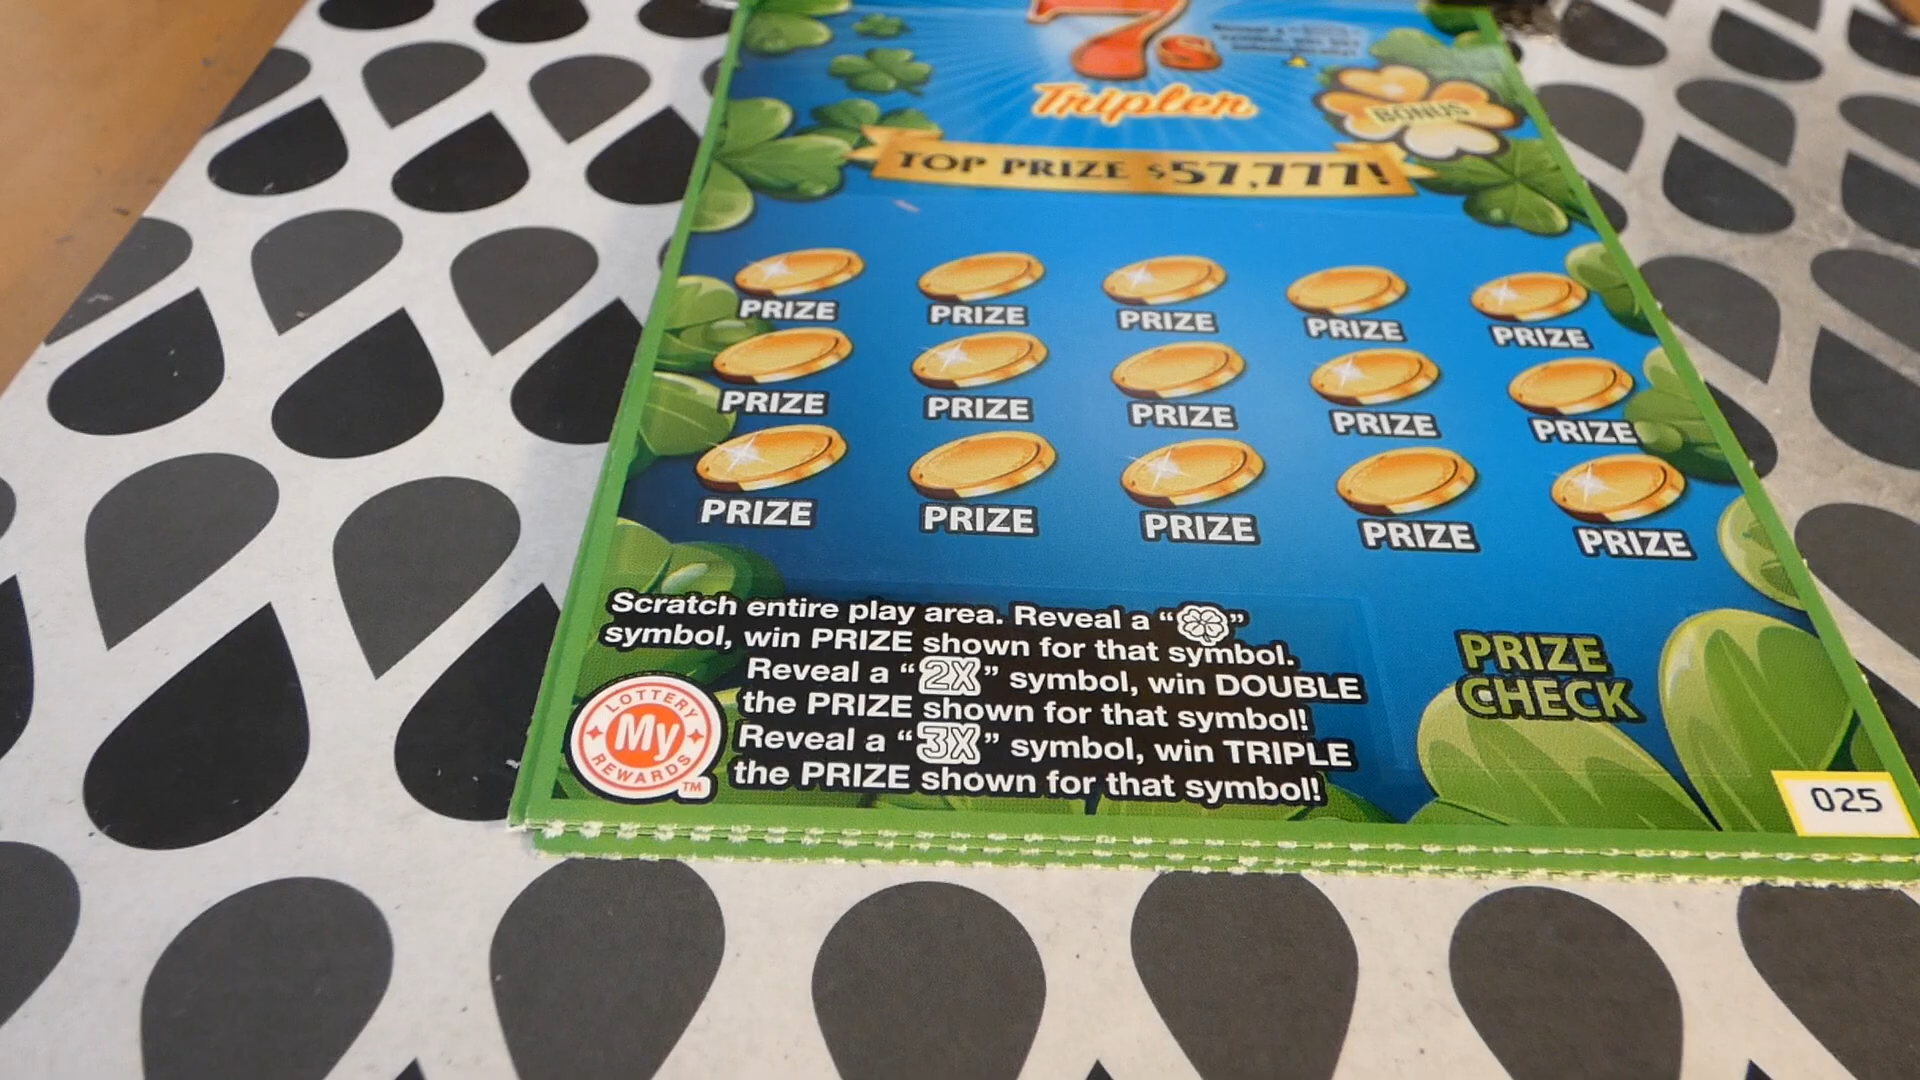 7s
Tripler
BONUS
TOP PRIZE $57,777!
PRIZE PRIZE PRIZE PRIZE PRIZE
PRIZE PRIZE PRIZE PRIZE PRIZE
PRIZE PRIZE PRIZE PRIZE PRIZE
Scratch entire play area. Reveal a “ ”
symbol, win PRIZE shown for that symbol.
Reveal a “2X” symbol, win DOUBLE
the PRIZE shown for that symbol!
Reveal a “3X” symbol, win TRIPLE
the PRIZE shown for that symbol!
LOTTERY
My
REWARDS
TM
PRIZE
CHECK
025